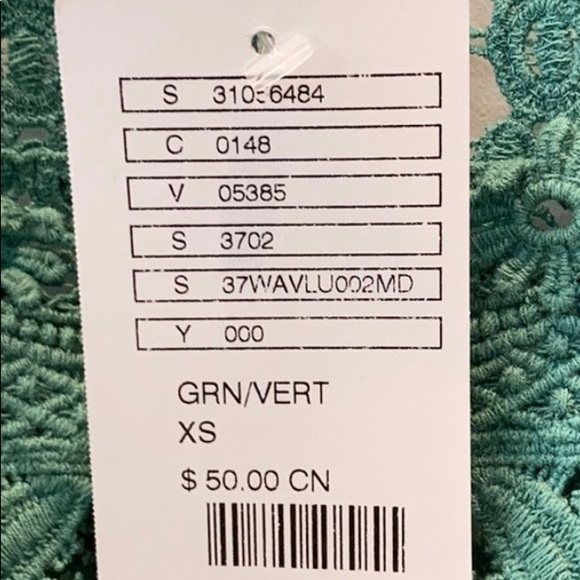 S
C 0148
V 05385
S 3702
S 37WAVLU002MD
Y 000
GRN/VERT
XS
$ 50.00 CN